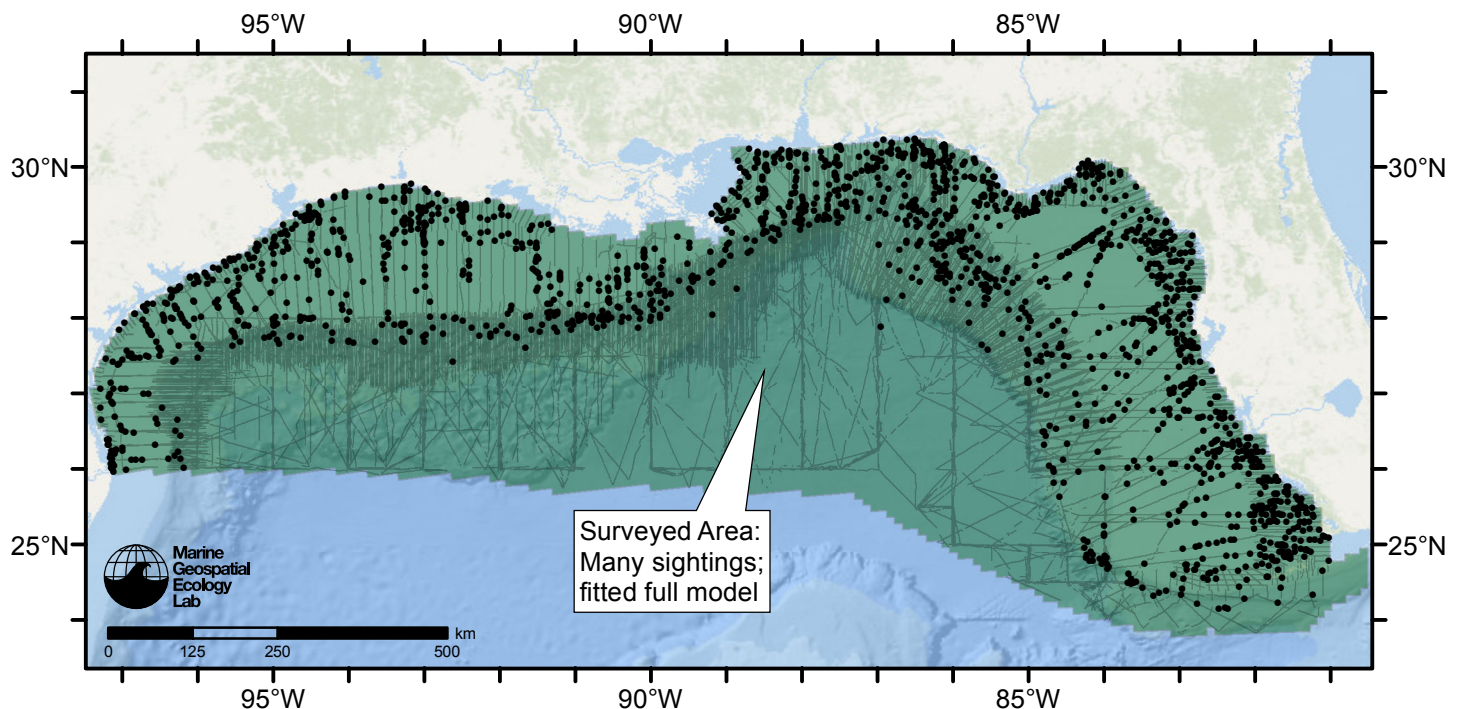 95°W
90°W
85°W
30°N
30°N
25°N
25°N
Surveyed Area:
Many sightings;
fitted full model
Marine
Geospatial
Ecology
Lab
km
0
125
250
500
95°W
90°W
85°W